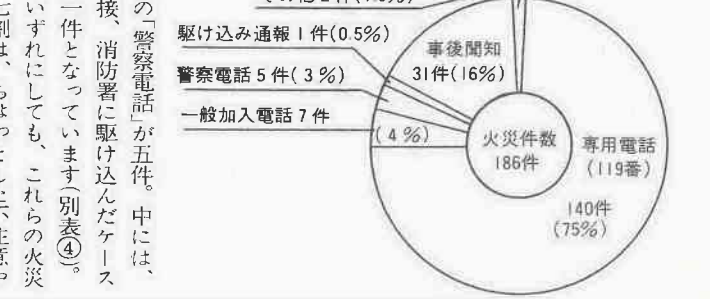 の「警察電話」が五件。中には、
接、消防署に駆け込んだケース
一件となっています(別表④)。
いずれにしても、これらの火災
駆け込み通報1件(0.5%)
警察電話5件(3%)
一般加入電話7件
(4%)
事後聞知
31件(16%)
火災件数
186件
専用電話
(119番)
140件
(75%)